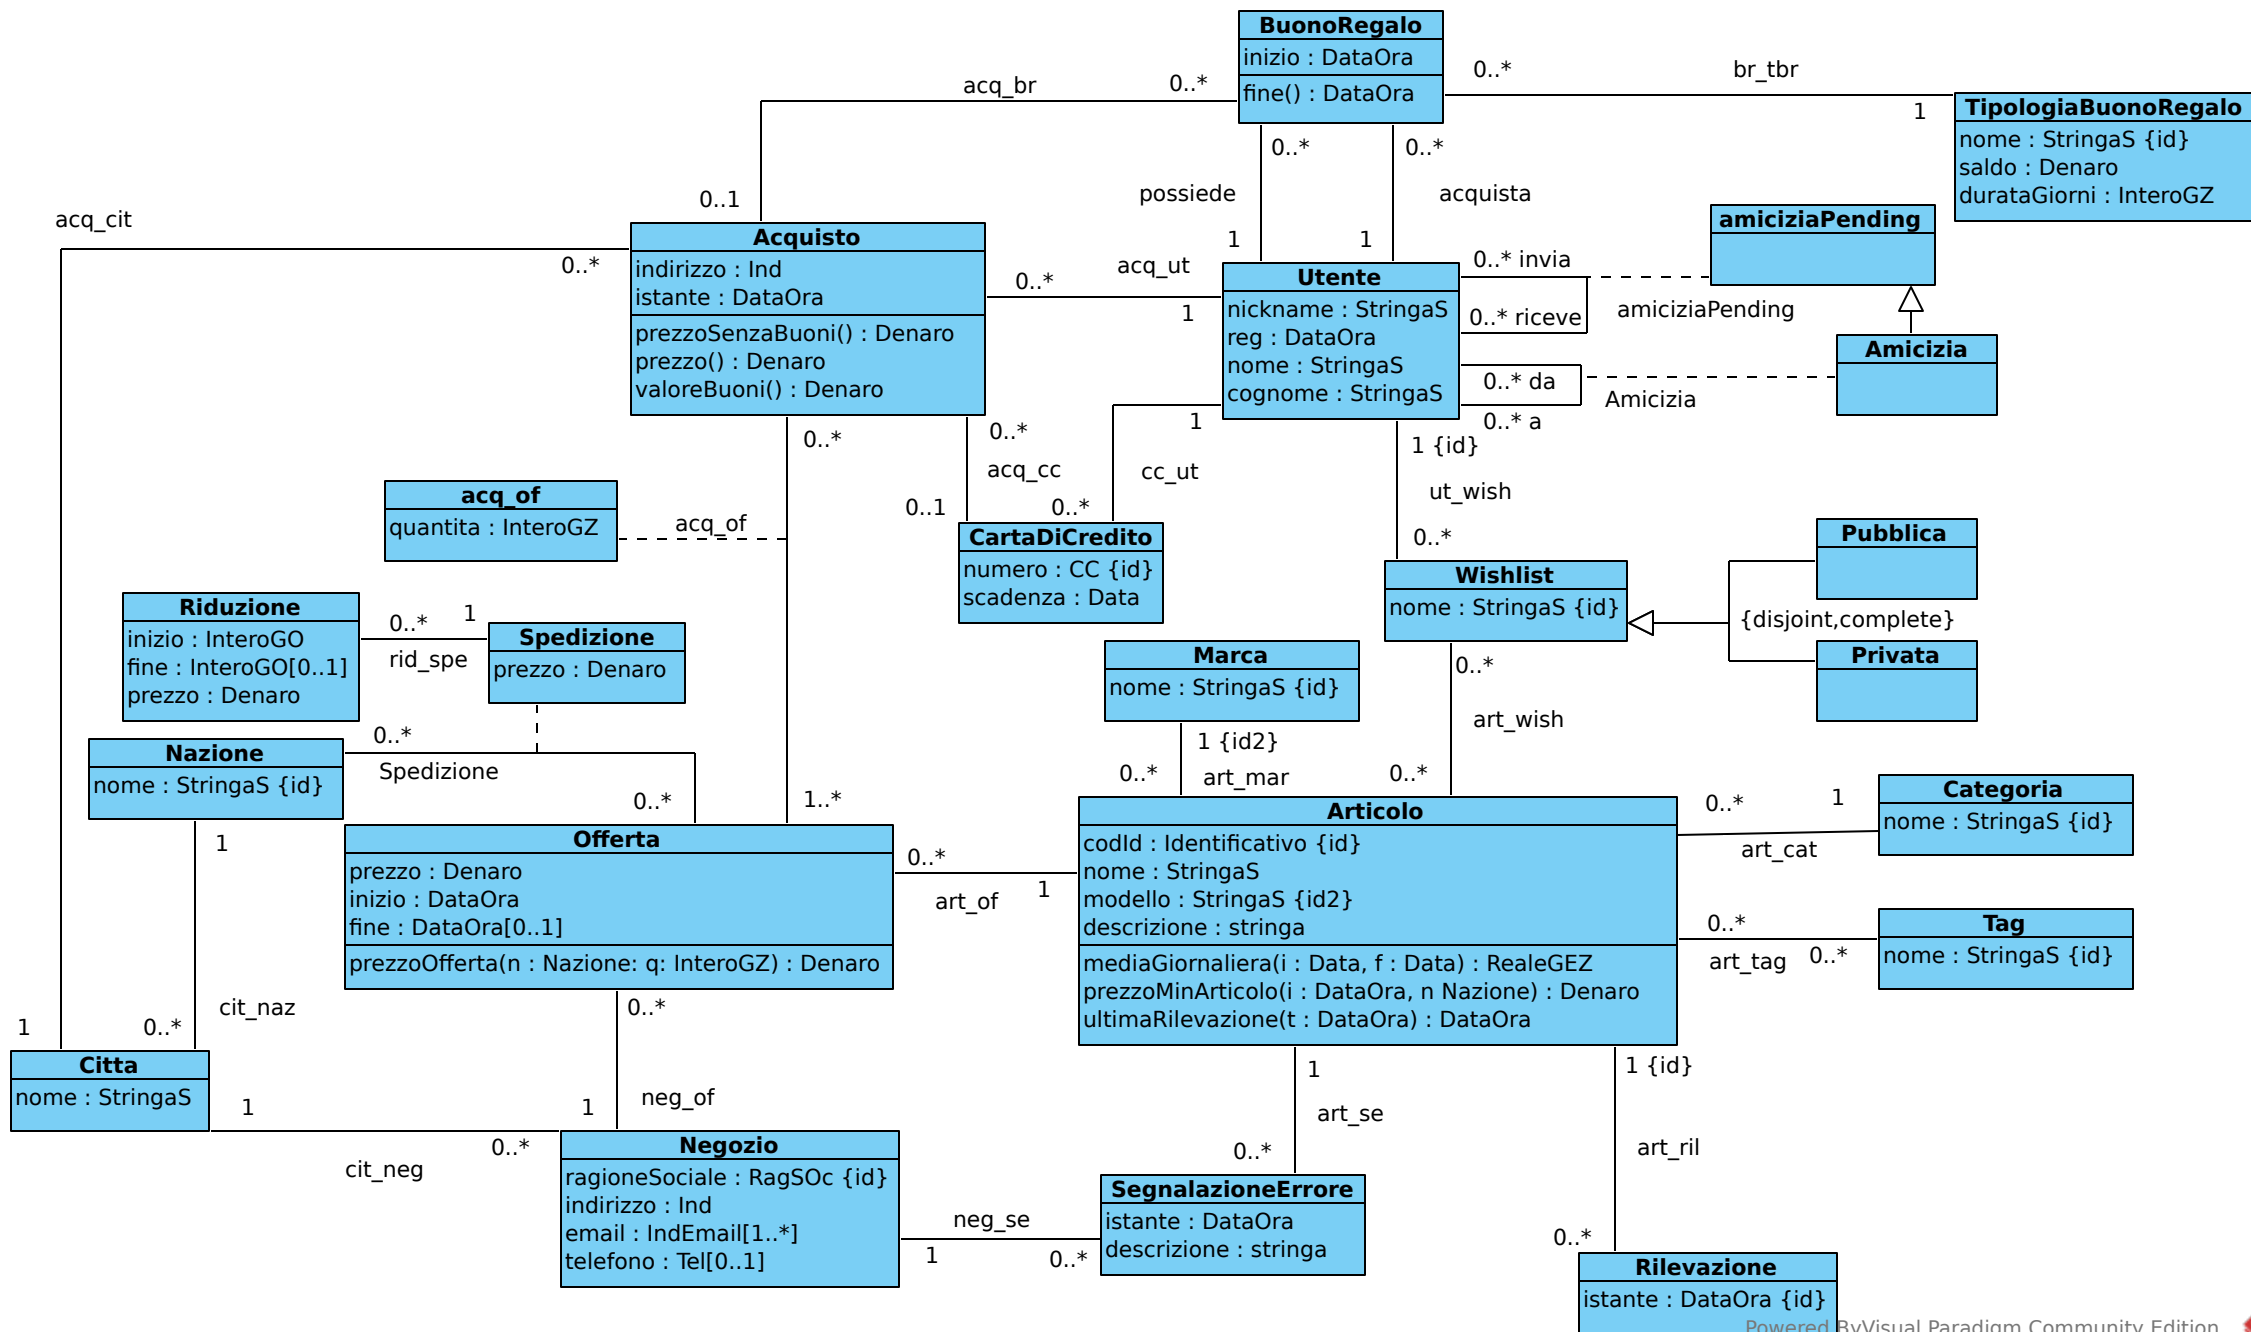 BuonoRegalo
inizio : DataOra
fine() : DataOra
acq_br
0..*
0..*
br_tbr
1
TipologiaBuonoRegalo
nome : StringaS {id}
saldo : Denaro
durataGiorni : InteroGZ
0..*
0..*
possiede
acquista
0..1
1
1
acq_cit
0..*
Acquisto
indirizzo : Ind
istante : DataOra
prezzoSenzaBuoni() : Denaro
prezzo() : Denaro
valoreBuoni() : Denaro
acq_ut
0..*
1
Utente
nickname : StringaS
reg : DataOra
nome : StringaS
cognome : StringaS
0..* invia
0..* riceve
amiciziaPending
amiciziaPending
0..* da
0..* a
Amicizia
Amicizia
0..*
0..*
acq_cc
0..1
1
cc_ut
0..*
1 {id}
ut_wish
0..*
acq_of
quantita : InteroGZ
acq_of
CartaDiCredito
numero : CC {id}
scadenza : Data
Wishlist
nome : StringaS {id}
Pubblica
{disjoint,complete}
Privata
Riduzione
inizio : InteroGO
fine : InteroGO[0..1]
prezzo : Denaro
0..*
1
rid_spe
Spedizione
prezzo : Denaro
Marca
nome : StringaS {id}
0..*
art_wish
0..*
1 {id2}
0..*
art_mar
Nazione
nome : StringaS {id}
0..*
Spedizione
0..*
1..*
1
Offerta
prezzo : Denaro
inizio : DataOra
fine : DataOra[0..1]
prezzoOfferta(n : Nazione: q: InteroGZ) : Denaro
0..*
art_of
1
Articolo
codId : Identificativo {id}
nome : StringaS
modello : StringaS {id2}
descrizione : stringa
mediaGiornaliera(i : Data, f : Data) : RealeGEZ
prezzoMinArticolo(i : DataOra, n Nazione) : Denaro
ultimaRilevazione(t : DataOra) : DataOra
0..*
1
art_cat
Categoria
nome : StringaS {id}
0..*
art_tag
0..*
Tag
nome : StringaS {id}
cit_naz
1
0..*
Citta
nome : StringaS
1
0..*
cit_neg
0..*
neg_of
1
Negozio
ragioneSociale : RagSOc {id}
indirizzo : Ind
email : IndEmail[1..*]
telefono : Tel[0..1]
neg_se
1
0..*
1
art_se
0..*
SegnalazioneErrore
istante : DataOra
descrizione : stringa
1 {id}
art_ril
0..*
Rilevazione
istante : DataOra {id}
Powered ByVisual Paradigm Community Edition